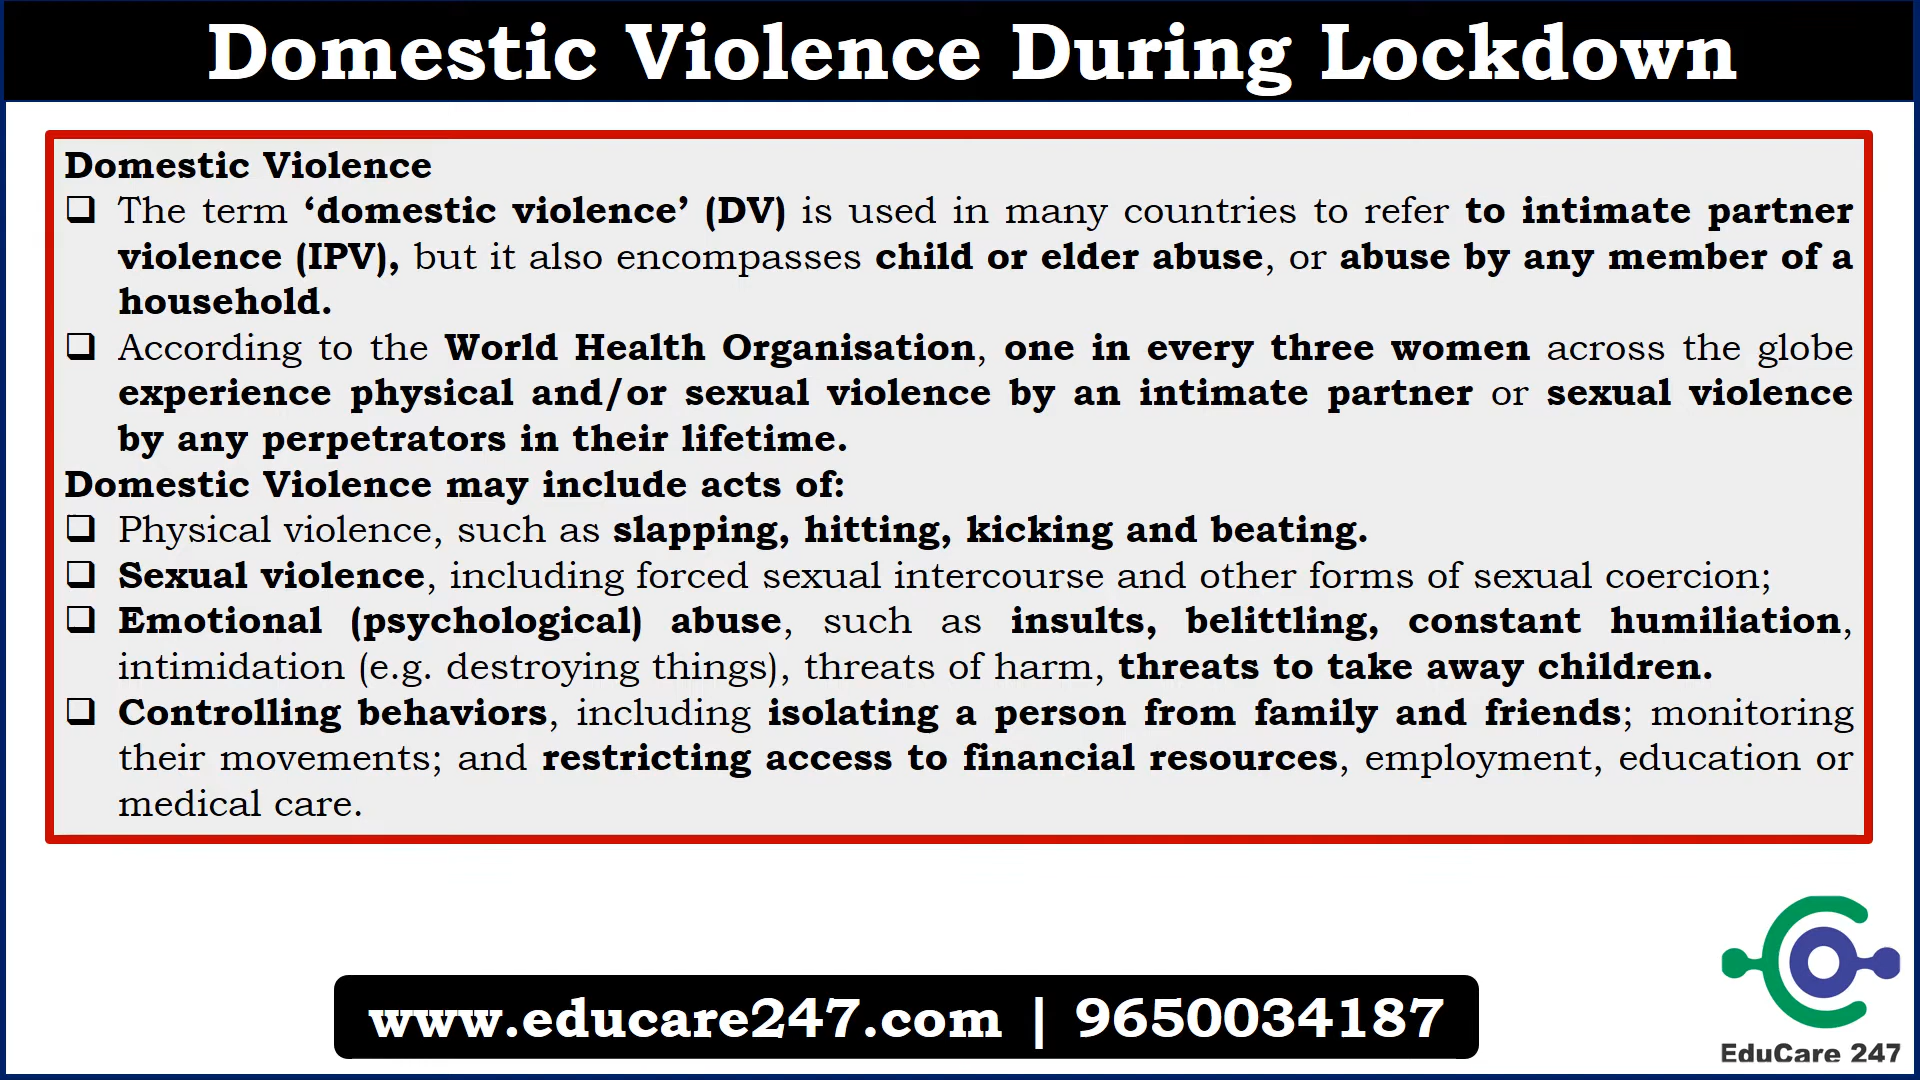 Domestic Violence During Lockdown
Domestic Violence
❑ The term ‘domestic violence’ (DV) is used in many countries to refer to intimate partner
violence (IPV), but it also encompasses child or elder abuse, or abuse by any member of a
household.
❑ According to the World Health Organisation, one in every three women across the globe
experience physical and/or sexual violence by an intimate partner or sexual violence
by any perpetrators in their lifetime.
Domestic Violence may include acts of:
❑ Physical violence, such as slapping, hitting, kicking and beating.
❑ Sexual violence, including forced sexual intercourse and other forms of sexual coercion;
❑ Emotional (psychological) abuse, such as insults, belittling, constant humiliation,
intimidation (e.g. destroying things), threats of harm, threats to take away children.
❑ Controlling behaviors, including isolating a person from family and friends; monitoring
their movements; and restricting access to financial resources, employment, education or
medical care.
www.educare247.com | 9650034187
EduCare 247